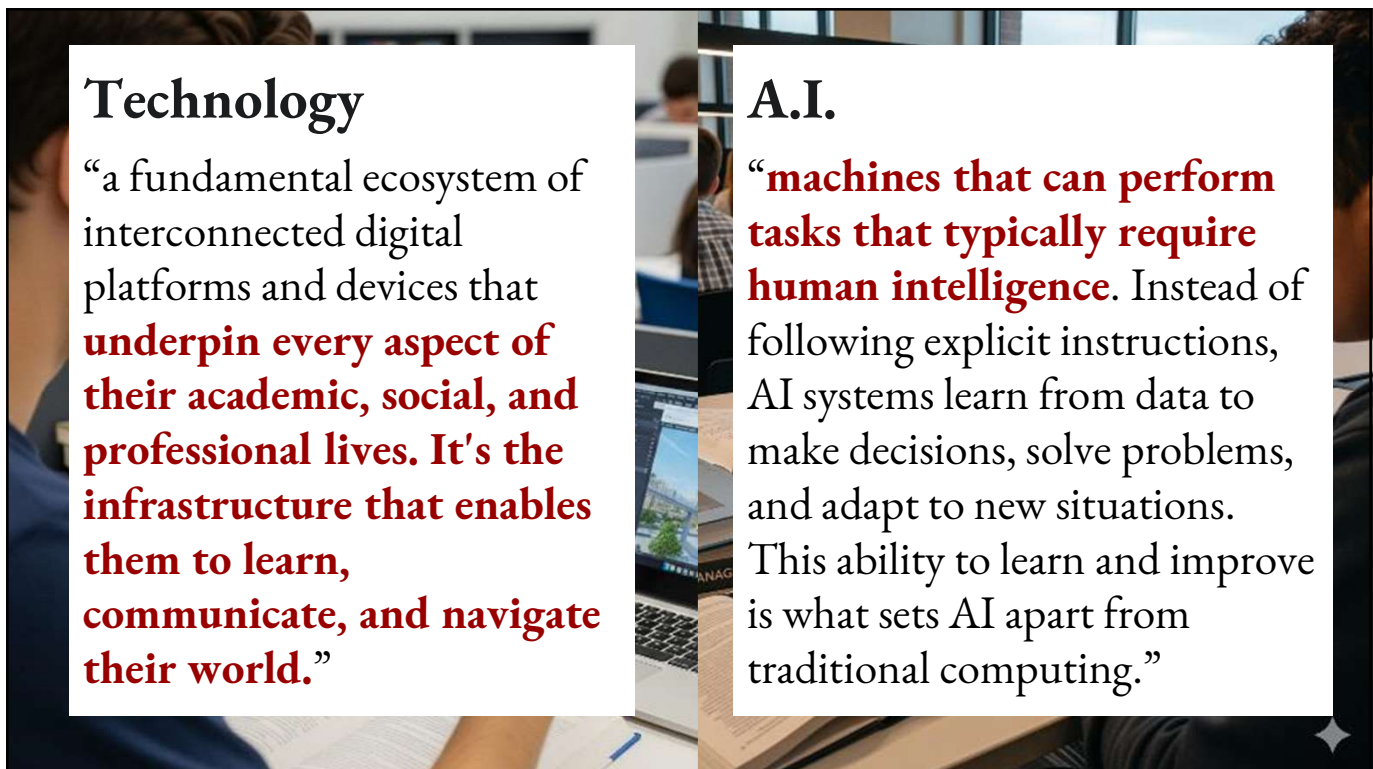 Technology
“a fundamental ecosystem of
interconnected digital
platforms and devices that
underpin every aspect of
their academic, social, and
professional lives. It's the
infrastructure that enables
them to learn,
communicate, and navigate
their world.”
A.I.
“machines that can perform
tasks that typically require
human intelligence. Instead of
following explicit instructions,
AI systems learn from data to
make decisions, solve problems,
and adapt to new situations.
This ability to learn and improve
is what sets AI apart from
traditional computing.”